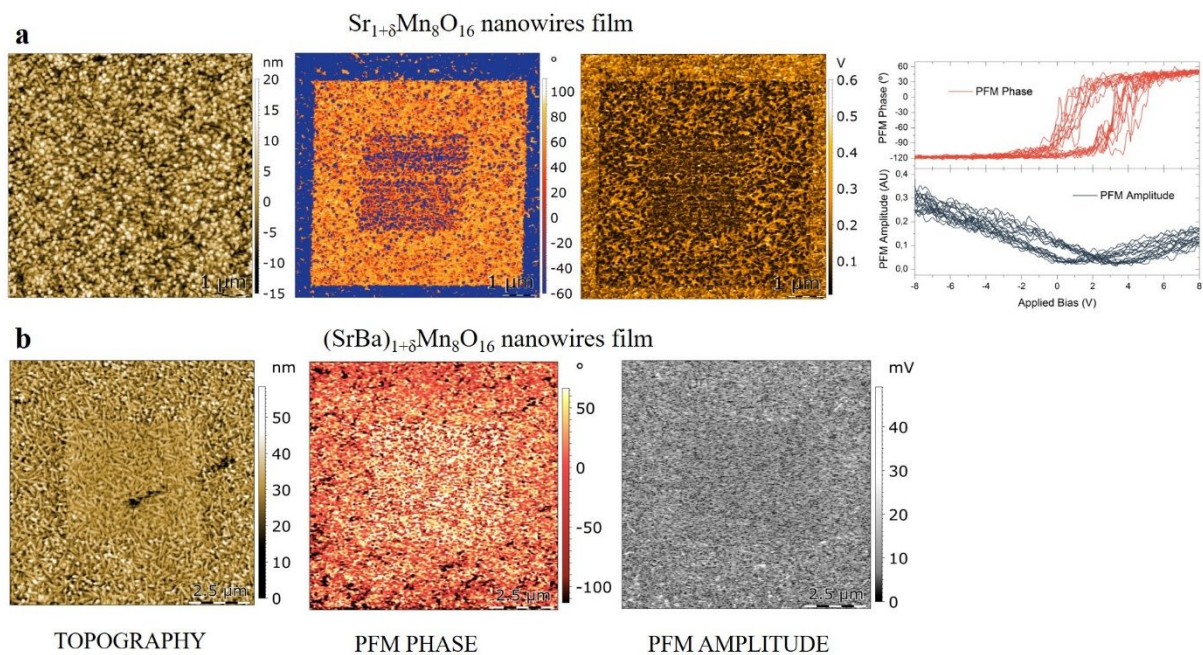 a
Sr1+δMn8O16 nanowires film
nm
20
15
10
5
0
-5
-10
-15
1 μm
o
100
80
60
40
20
0
-20
-40
-60
1 μm
V
0.6
0.5
0.4
0.3
0.2
0.1
1 μm
PFM Phase (º)
60
30
0
-30
-60
-90
-120
PFM Phase
PFM Amplitude (AU)
0,4
0,3
0,2
0,1
0,0
PFM Amplitude
-8 -6 -4 -2 0 2 4 6 8
Applied Bias (V)
b
(SrBa)1+δMn8O16 nanowires film
nm
50
40
30
20
10
0
2.5 μm
o
50
0
-50
-100
2.5 μm
mV
40
30
20
10
0
2.5 μm
TOPOGRAPHY PFM PHASE PFM AMPLITUDE